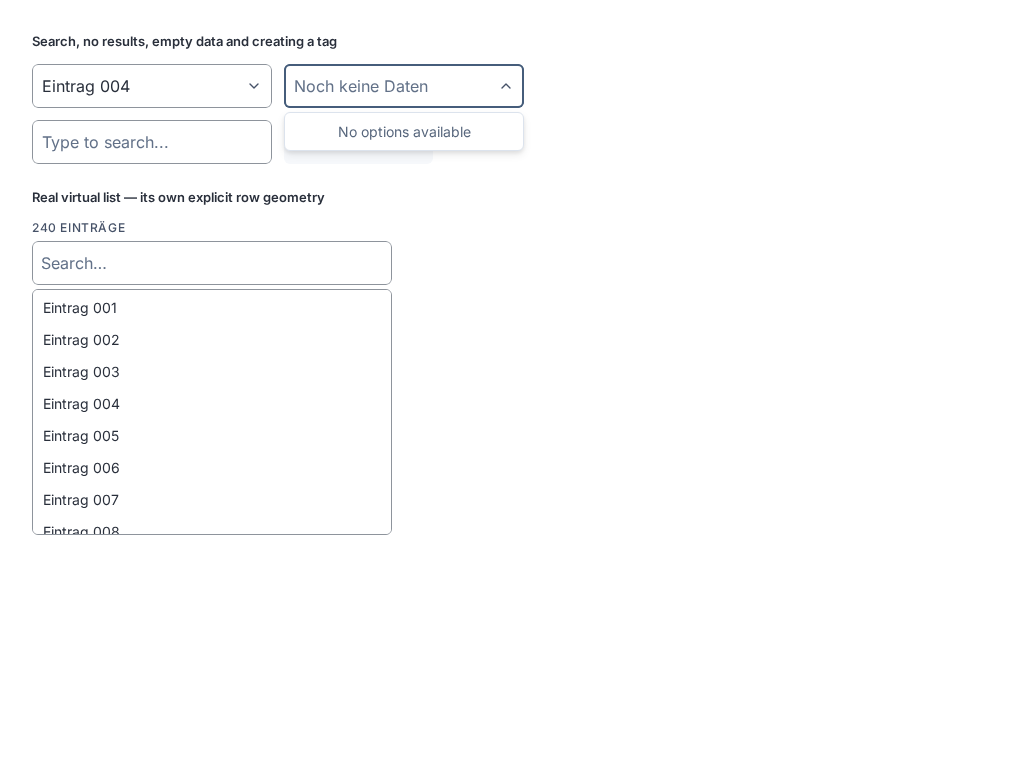 Search, no results, empty data and creating a tag
Eintrag 004
Noch keine Daten
No options available
Type to search...
Real virtual list — its own explicit row geometry
240 EINTRÄGE
Search...
Eintrag 001
Eintrag 002
Eintrag 003
Eintrag 004
Eintrag 005
Eintrag 006
Eintrag 007
Eintrag 008